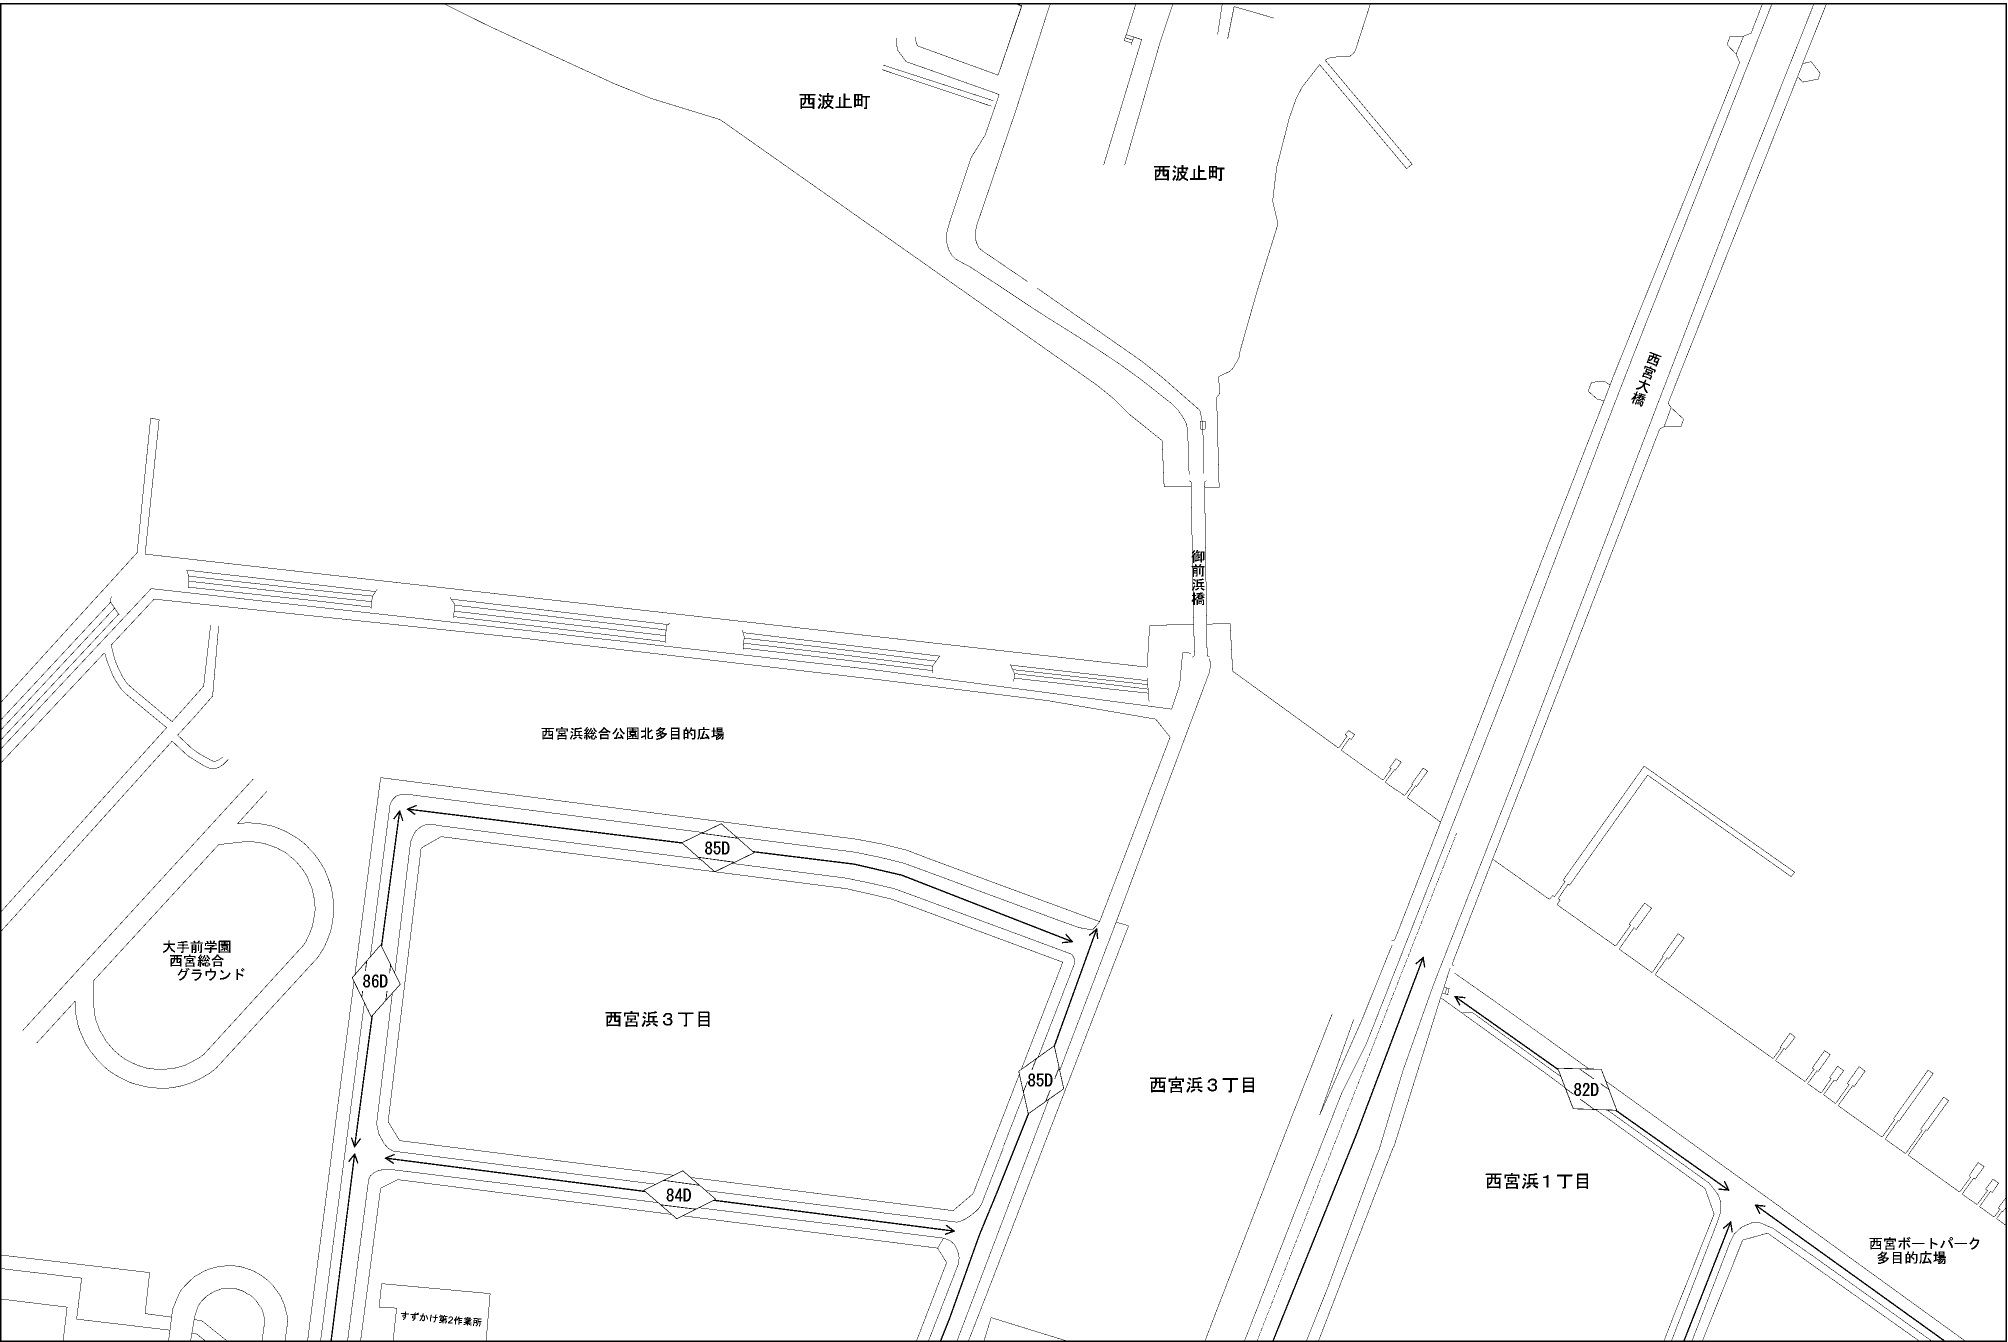 西波止町
西波止町
西宮大橋
御前浜橋
西宮浜総合公園北多目的広場
85D
大手前学園
西宮総合
グラウンド
86D
西宮浜３丁目
85D
西宮浜３丁目
82D
西宮浜１丁目
84D
西宮ボートパーク
多目的広場
すずかけ第2作業所